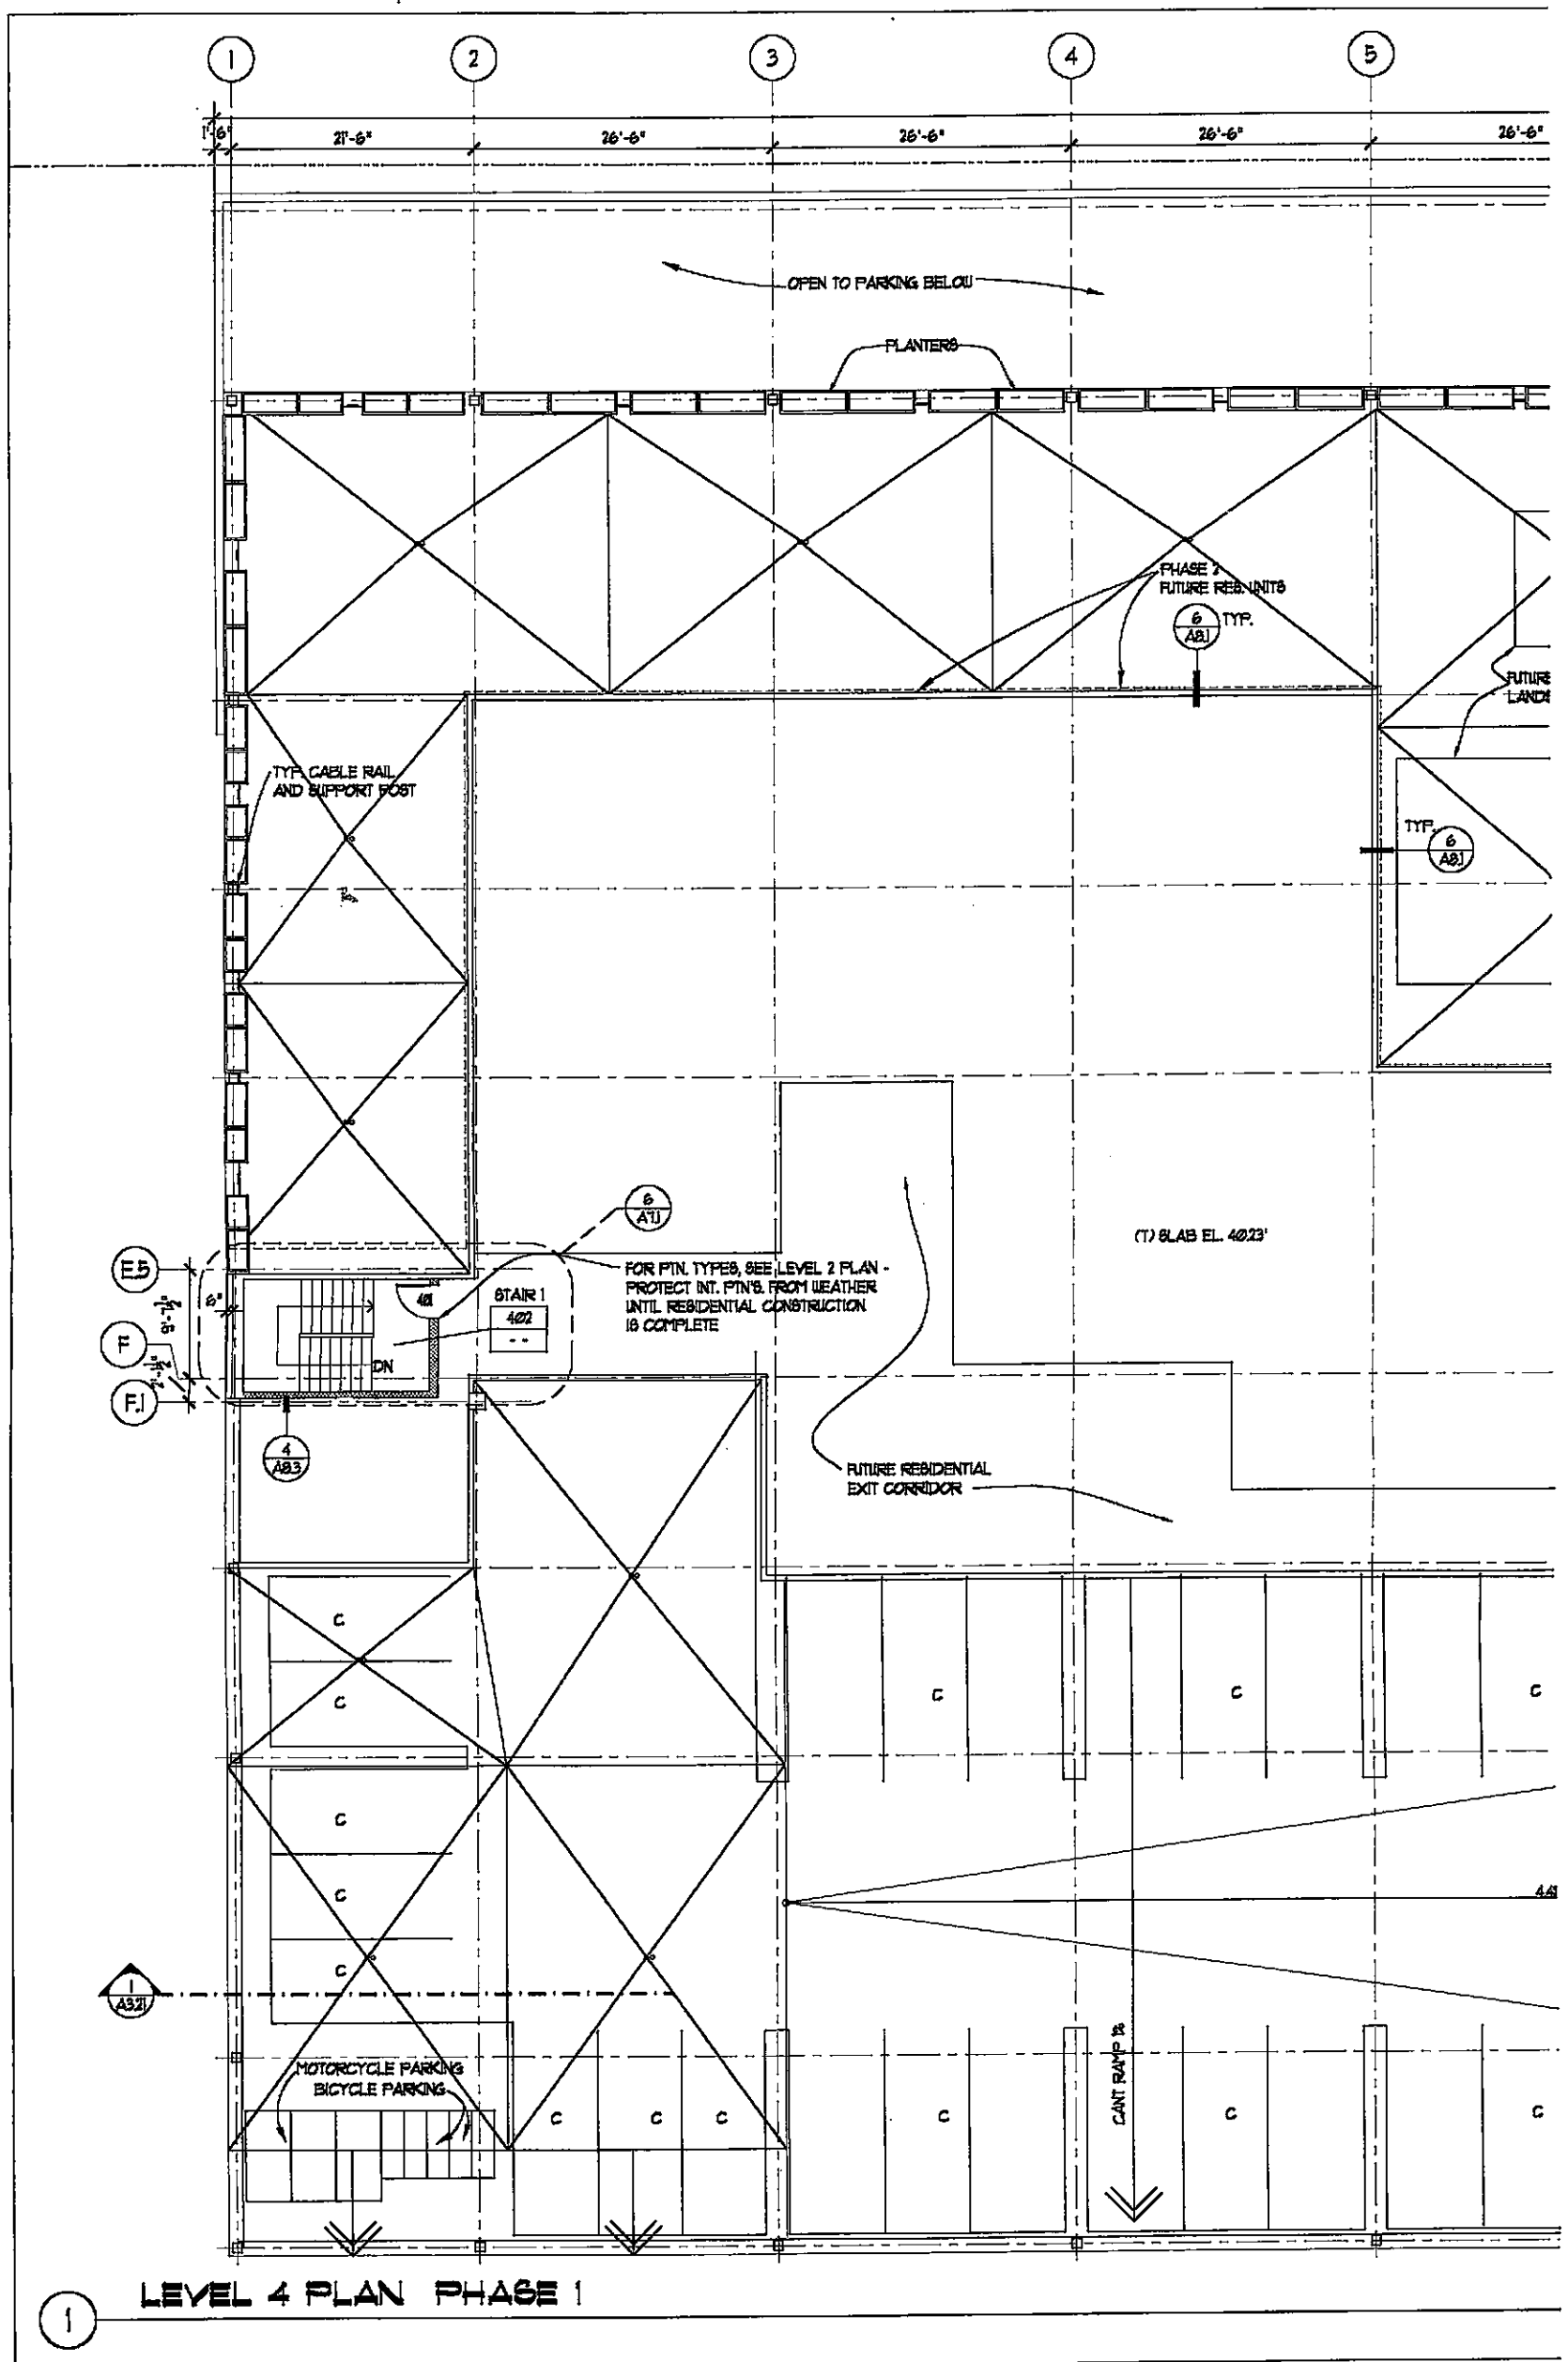 1 2 3 4 5
1'-6" 21'-6" 26'-6" 26'-6" 26'-6" 26'-6"
OPEN TO PARKING BELOW
PLANTERS
PHASE 2
FUTURE RES. UNITS
6
A8.1
TYP.
FUTURE
TYP. CABLE RAIL
AND SUPPORT POST
TYP.
6
A8.1
6
A7.1
(T) SLAB EL. 40.23'
E.5
FOR PTN. TYPES, SEE LEVEL 2 PLAN -
PROTECT INT. PTN'S. FROM WEATHER
UNTIL RESIDENTIAL CONSTRUCTION
IS COMPLETE
401
STAIR 1
402
- -
6"
F
DN
F.1
4
A8.3
FUTURE RESIDENTIAL
EXIT CORRIDOR
C
C
C
C
C
C
C
C
1
A3.21
MOTORCYCLE PARKING
BICYCLE PARKING
CANT RAMP
C
C
C
C
C
C
LEVEL 4 PLAN PHASE 1
1